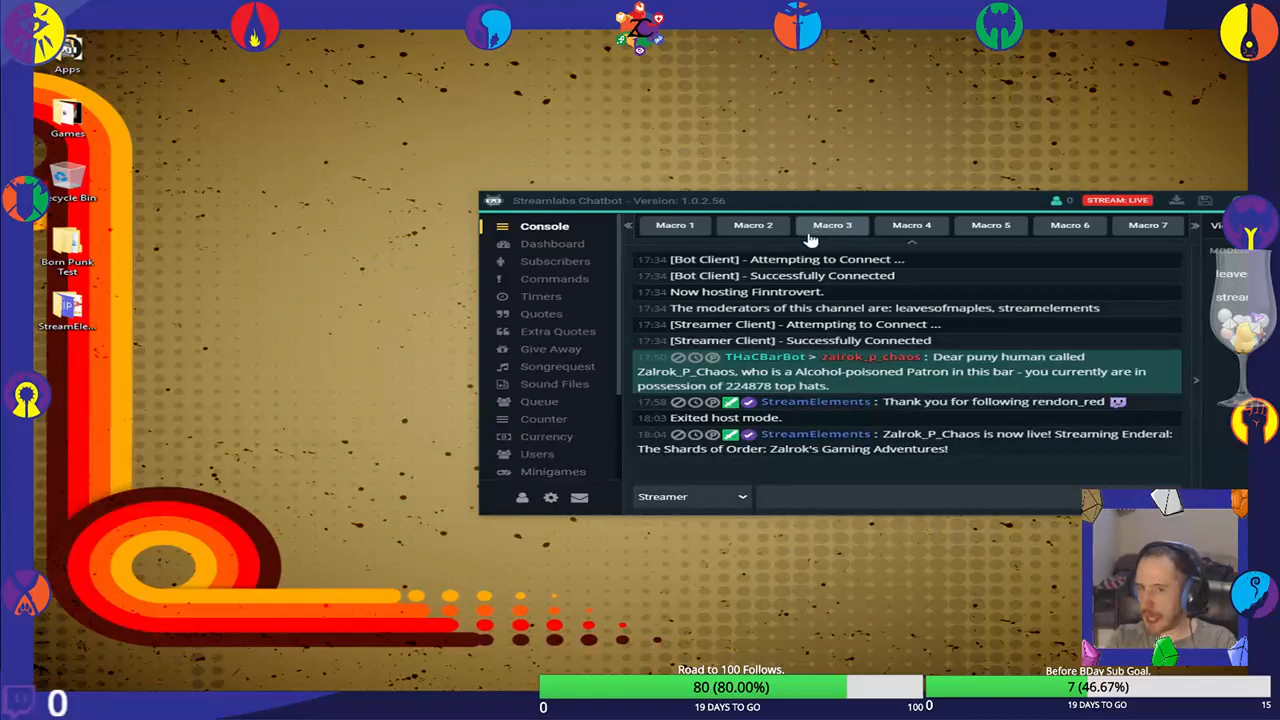 Apps
Games
ecycle Bin
Born Punk
Test
StreamEle...
Streamlabs Chatbot - Version: 1.0.2.56
0
STREAM: LIVE
Console
Dashboard
Subscribers
Commands
Timers
Quotes
Extra Quotes
Give Away
Songrequest
Sound Files
Queue
Counter
Currency
Users
Minigames
« Macro 1 Macro 2 Macro 3 Macro 4 Macro 5 Macro 6 Macro 7 »
17:34 [Bot Client] - Attempting to Connect ...
17:34 [Bot Client] - Successfully Connected
17:34 Now hosting Finntrovert.
17:34 The moderators of this channel are: leavesofmaples, streamelements
17:34 [Streamer Client] - Attempting to Connect ...
17:34 [Streamer Client] - Successfully Connected
17:50 THaCBarBot > zalrok_p_chaos : Dear puny human called
Zalrok_P_Chaos, who is a Alcohol-poisoned Patron in this bar - you currently are in
possession of 224878 top hats.
17:58 StreamElements : Thank you for following rendon_red
18:03 Exited host mode.
18:04 StreamElements : Zalrok_P_Chaos is now live! Streaming Enderal:
The Shards of Order: Zalrok's Gaming Adventures!
Streamer
Vi
leave
strea
0
Road to 100 Follows.
80 (80.00%)
0 19 DAYS TO GO 100
Before BDay Sub Goal.
7 (46.67%)
0 19 DAYS TO GO 15